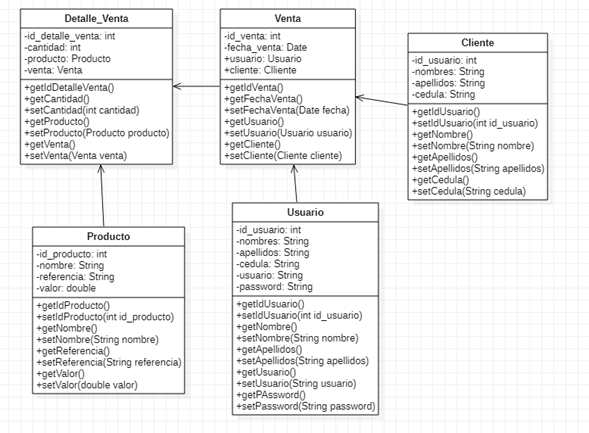 Detalle_Venta
-id_detalle_venta: int
-cantidad: int
-producto: Producto
-venta: Venta
+getIdDetalleVenta()
+getCantidad()
+setCantidad(int cantidad)
+getProducto()
+setProducto(Producto producto)
+getVenta()
+setVenta(Venta venta)
Venta
-id_venta: int
-fecha_venta: Date
+usuario: Usuario
+cliente: Clliente
+getIdVenta()
+getFechaVenta()
+setFechaVenta(Date fecha)
+getUsuario()
+setUsuario(Usuario usuario)
+getCliente()
+setCliente(Cliente cliente)
Cliente
-id_usuario: int
-nombres: String
-apellidos: String
-cedula: String
+getIdUsuario()
+setIdUsuario(int id_usuario)
+getNombre()
+setNombre(String nombre)
+getApellidos()
+setApellidos(String apellidos)
+getCedula()
+setCedula(String cedula)
Producto
-id_producto: int
-nombre: String
-referencia: String
-valor: double
+getIdProducto()
+setIdProducto(int id_producto)
+getNombre()
+setNombre(String nombre)
+getReferencia()
+setReferencia(String referencia)
+getValor()
+setValor(double valor)
Usuario
-id_usuario: int
-nombres: String
-apellidos: String
-cedula: String
-usuario: String
-password: String
+getIdUsuario()
+setIdUsuario(int id_usuario)
+getNombre()
+setNombre(String nombre)
+getApellidos()
+setApellidos(String apellidos)
+getUsuario()
+setUsuario(String usuario)
+getPAssword()
+setPassword(String password)